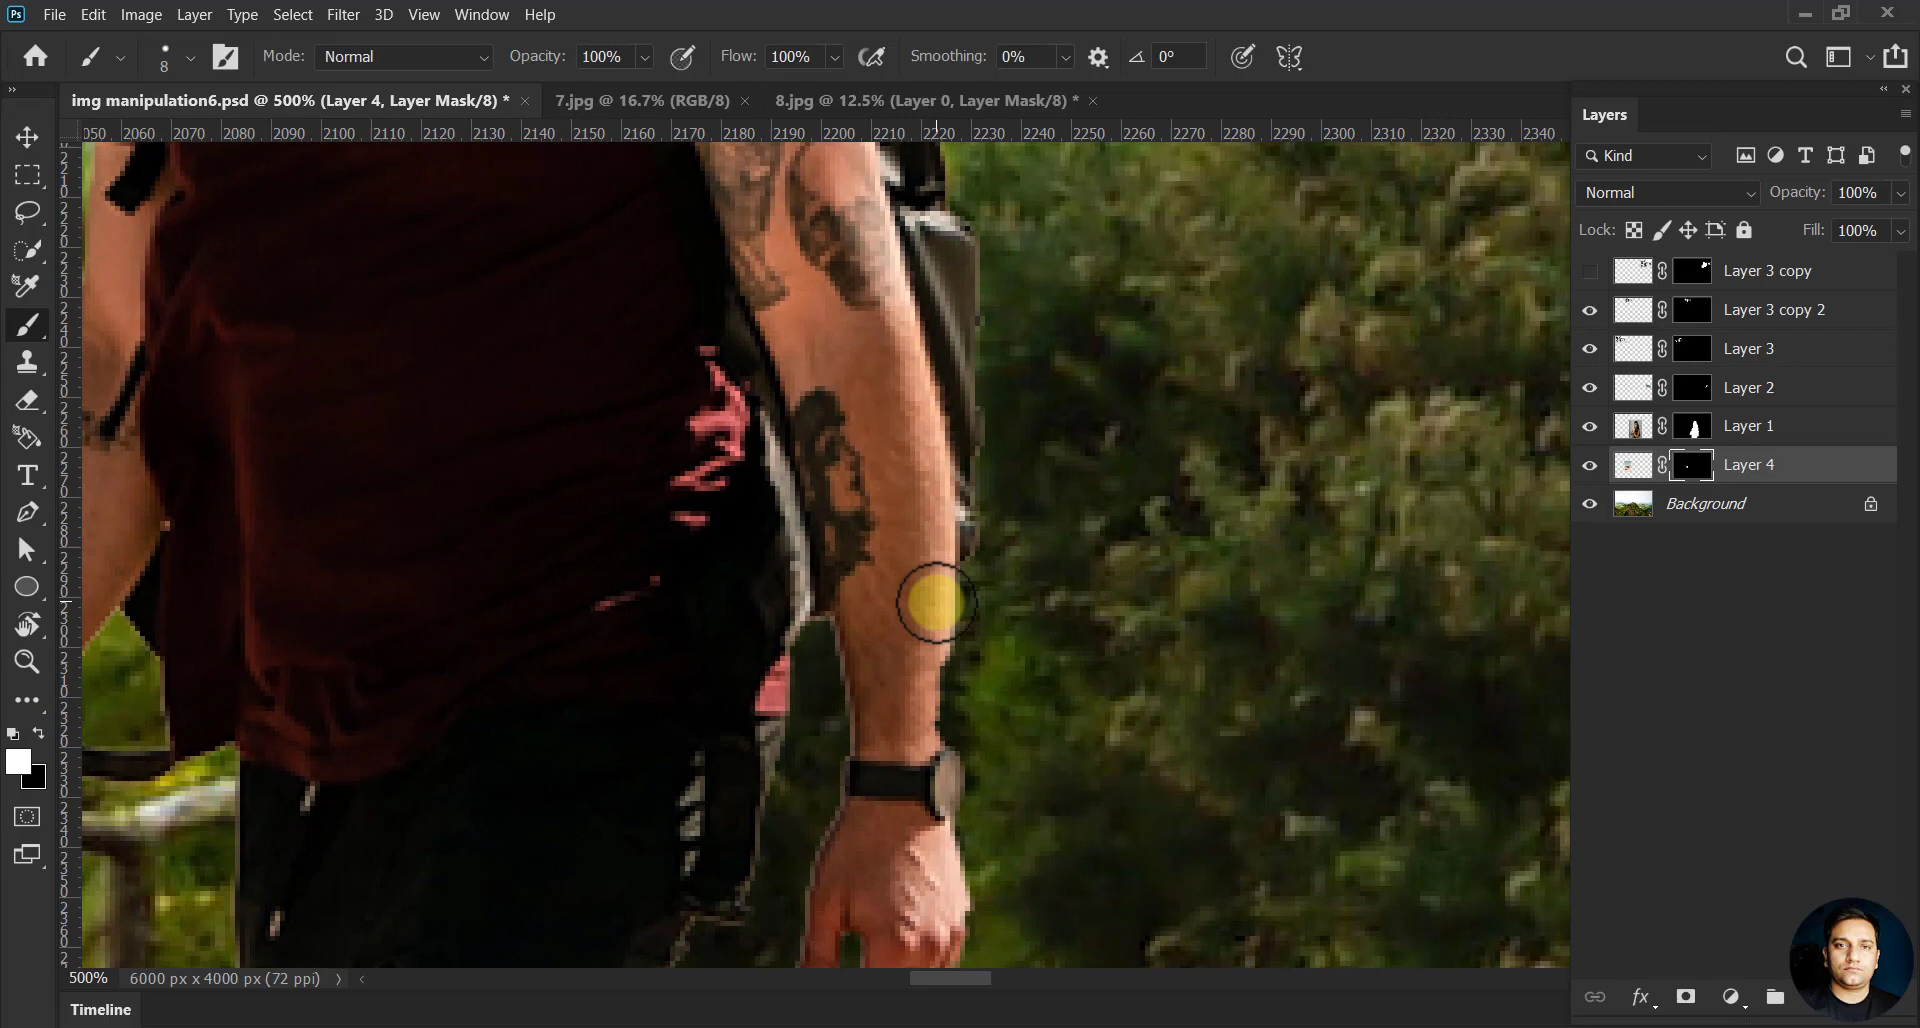 Ps File Edit Image Layer Type Select Filter 3D View Window Help
8 Mode: Normal Opacity: 100% Flow: 100% Smoothing: 0% 0°
img manipulation6.psd @ 500% (Layer 4, Layer Mask/8) * 7.jpg @ 16.7% (RGB/8) 8.jpg @ 12.5% (Layer 0, Layer Mask/8) *
050 2060 2070 2080 2090 2100 2110 2120 2130 2140 2150 2160 2170 2180 2190 2200 2210 2220 2230 2240 2250 2260 2270 2280 2290 2300 2310 2320 2330 2340
Layers
Kind
Normal Opacity: 100%
Lock: Fill: 100%
Layer 3 copy
Layer 3 copy 2
Layer 3
Layer 2
Layer 1
Layer 4
Background
fx
500% 6000 px x 4000 px (72 ppi)
Timeline